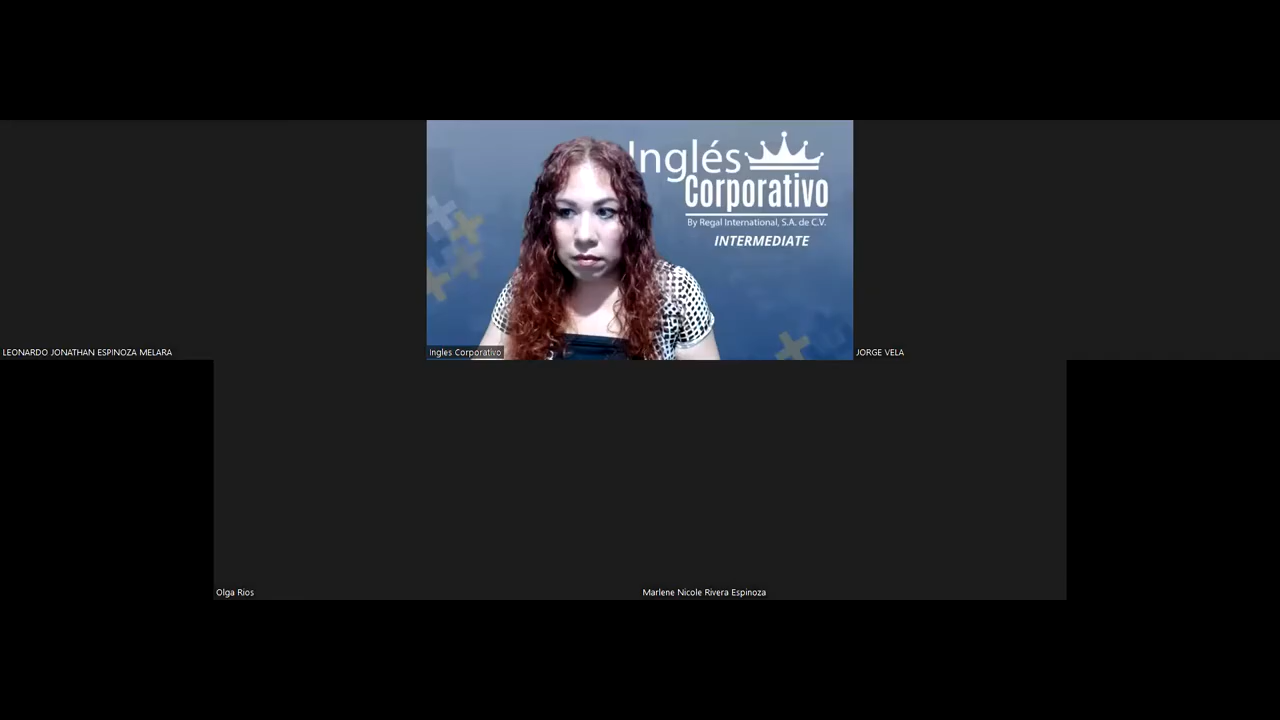 Inglés
Corporativo
By Regal International, S.A. de C.V.
INTERMEDIATE
LEONARDO JONATHAN ESPINOZA MELARA
Ingles Corporativo
JORGE VELA
Olga Rios
Marlene Nicole Rivera Espinoza